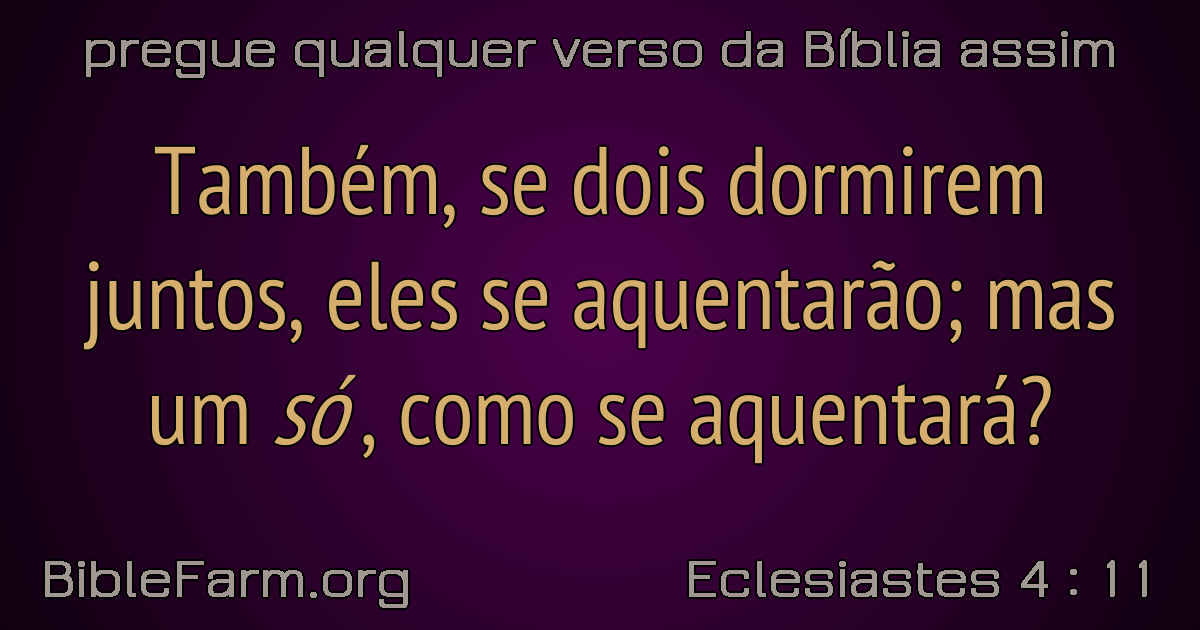 pregue qualquer verso da Bíblia assim
Também, se dois dormirem
juntos, eles se aquentarão; mas
um só, como se aquentará?
BibleFarm.org
Eclesiastes 4 : 11